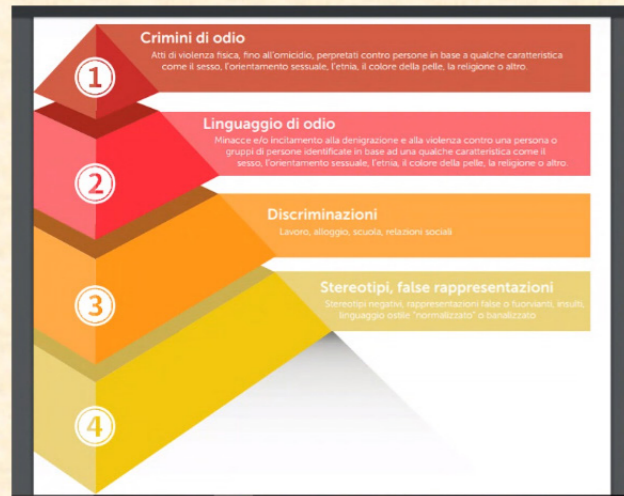 1
Crimini di odio
Atti di violenza fisica, fino all'omicidio, perpretati contro persone in base a qualche caratteristica
come il sesso, l'orientamento sessuale, l'etnia, il colore della pelle, la religione o altro.
2
Linguaggio di odio
Minacce e/o incitamento alla denigrazione e alla violenza contro una persona o
gruppi di persone identificate in base ad una qualche caratteristica come il
sesso, l'orientamento sessuale, l'etnia, il colore della pelle, la religione o altro.
3
Discriminazioni
Lavoro, alloggio, scuola, relazioni sociali
4
Stereotipi, false rappresentazioni
Stereotipi negativi, rappresentazioni false o fuorvianti, insulti,
linguaggio ostile "normalizzato" o banalizzato